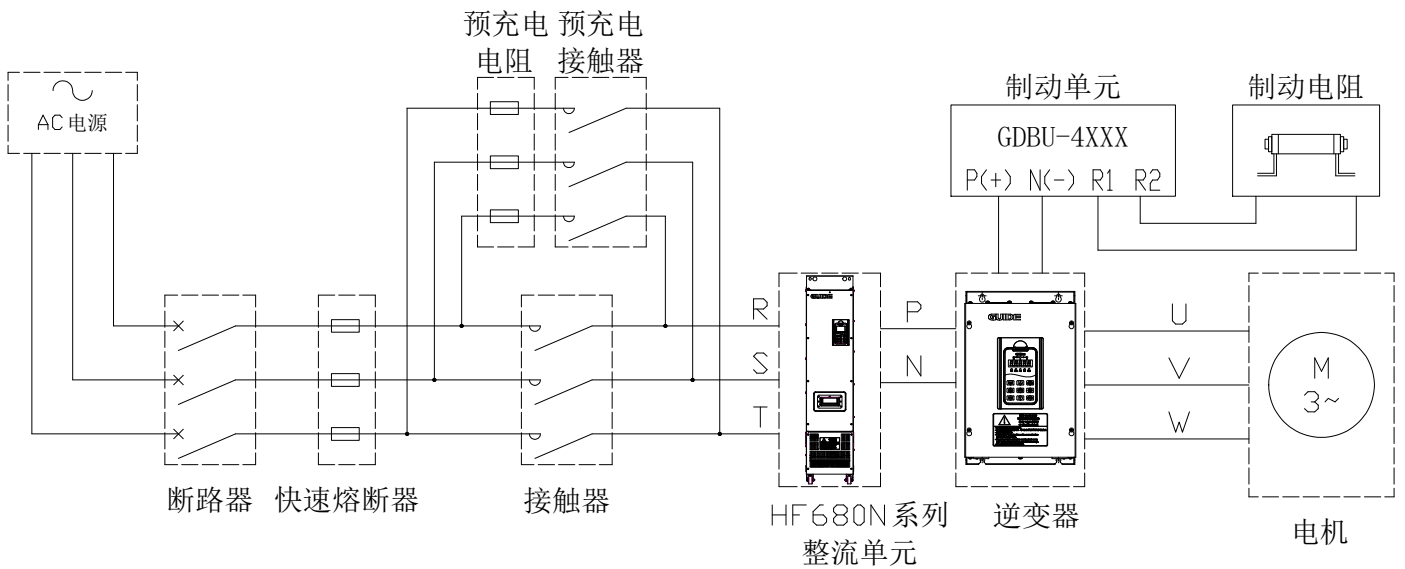 预充电 预充电
电阻 接触器
AC电源
制动单元
GDBU-4XXX
P(+) N(-) R1 R2
制动电阻
R
S
T
P
N
GUIDE
GUIDE
U
V
W
M
3~
断路器
快速熔断器
接触器
HF680N系列
整流单元
逆变器
电机